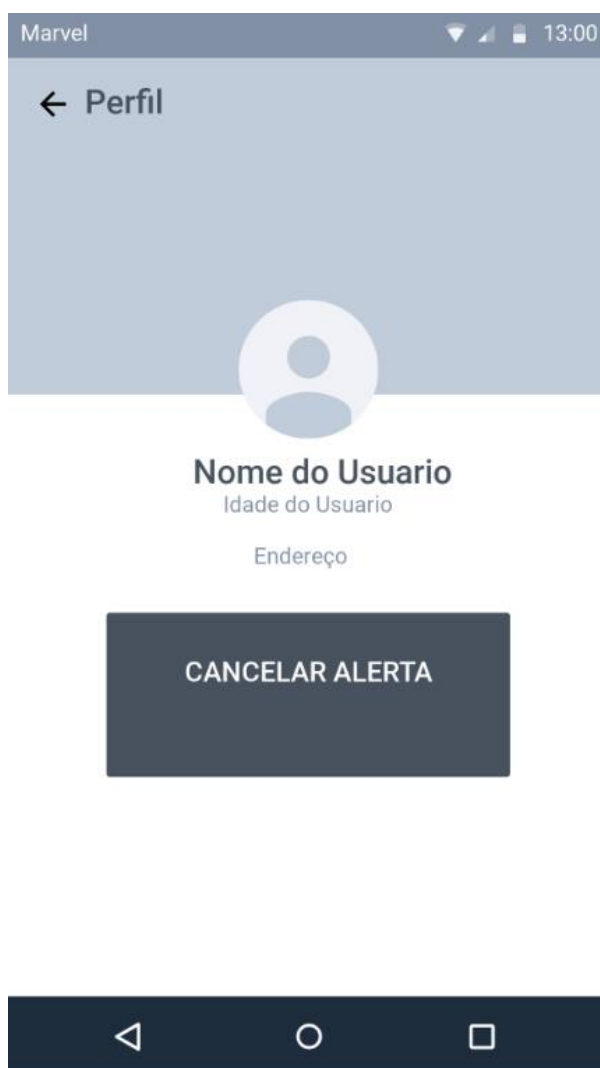 Marvel 13:00
Perfil
Nome do Usuario
Idade do Usuario
Endereço
CANCELAR ALERTA